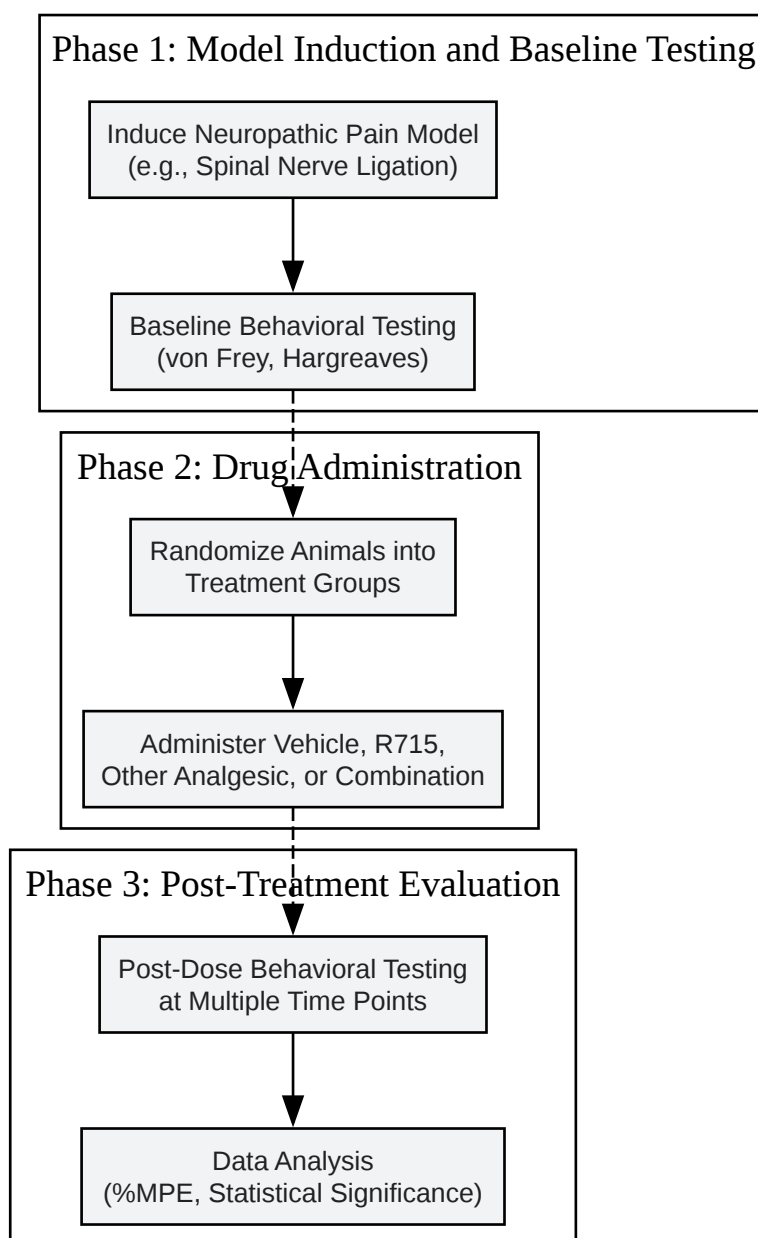 Phase 1: Model Induction and Baseline Testing
Induce Neuropathic Pain Model
(e.g., Spinal Nerve Ligation)
Baseline Behavioral Testing
(von Frey, Hargreaves)
Phase 2: Drug Administration
Randomize Animals into
Treatment Groups
Administer Vehicle, R715,
Other Analgesic, or Combination
Phase 3: Post-Treatment Evaluation
Post-Dose Behavioral Testing
at Multiple Time Points
Data Analysis
(%MPE, Statistical Significance)